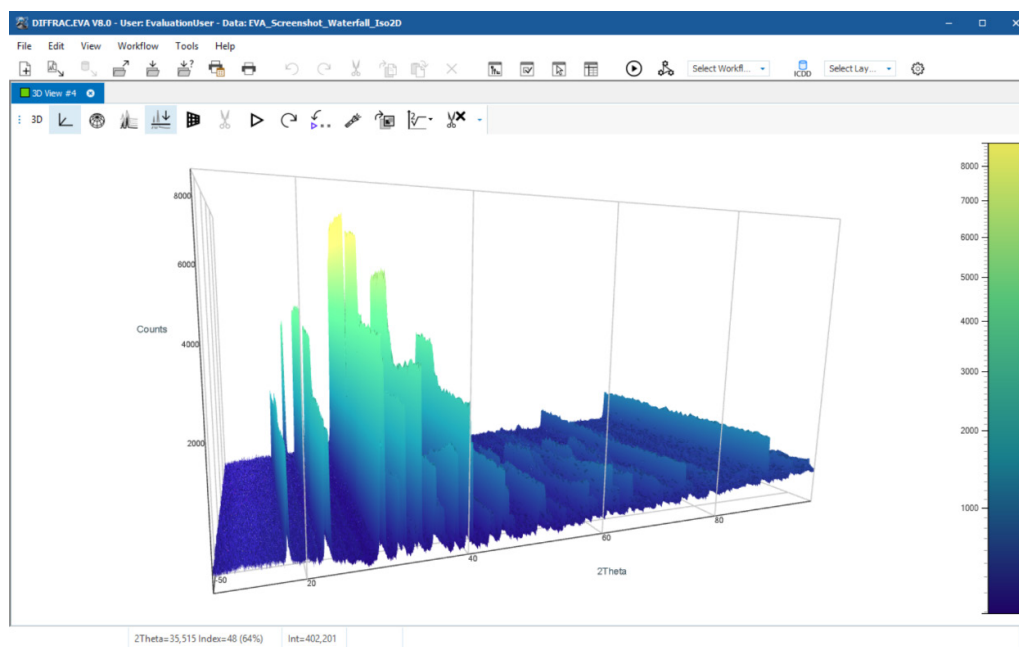 DIFFRAC.EVA V8.0 - User: EvaluationUser - Data: EVA_Screenshot_Waterfall_Iso2D
File Edit View Workflow Tools Help
Select Workfl... ICDD Select Lay...
3D View #4
3D
8000
6000
Counts
4000
2000
-50
20
40
60
80
2Theta
8000
7000
6000
5000
4000
3000
2000
1000
2Theta=35,515 Index=48 (64%) Int=402,201